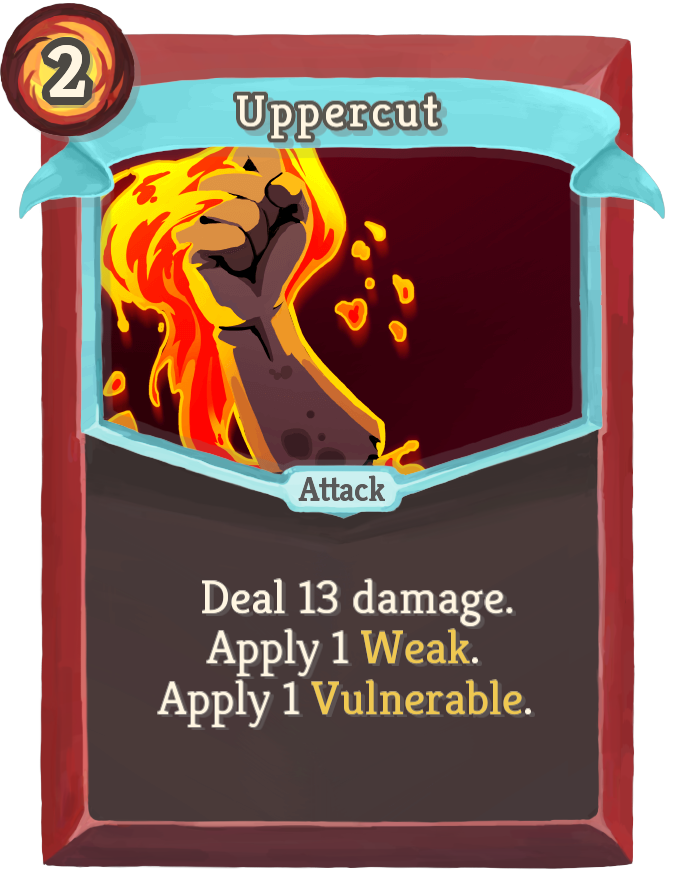 2
Uppercut
Attack
Deal 13 damage.
Apply 1 Weak.
Apply 1 Vulnerable.